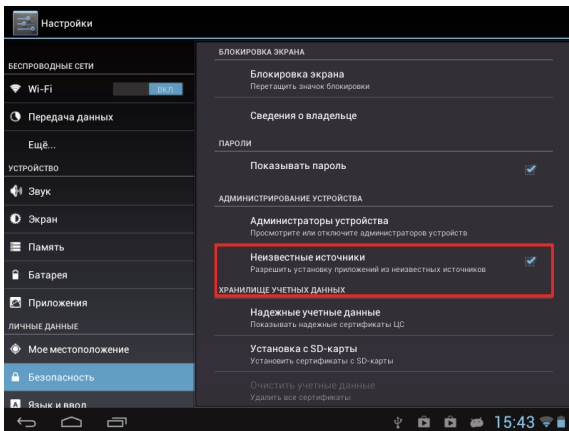 Настройки
БЕСПРОВОДНЫЕ СЕТИ
Wi-Fi
ВКЛ
Передача данных
Ещё...
УСТРОЙСТВО
Звук
Экран
Память
Батарея
Приложения
ЛИЧНЫЕ ДАННЫЕ
Мое местоположение
Безопасность
Язык и ввод
БЛОКИРОВКА ЭКРАНА
Блокировка экрана
Перетащить значок блокировки
Сведения о владельце
ПАРОЛИ
Показывать пароль
АДМИНИСТРИРОВАНИЕ УСТРОЙСТВА
Администраторы устройства
Просмотрите или отключите администраторов устройств
Неизвестные источники
Разрешить установку приложений из неизвестных источников
ХРАНИЛИЩЕ УЧЕТНЫХ ДАННЫХ
Надежные учетные данные
Показывать надежные сертификаты ЦС
Установка с SD-карты
Установить сертификаты с SD-карты
Очистить учетные данные
Удалить все сертификаты
15:43